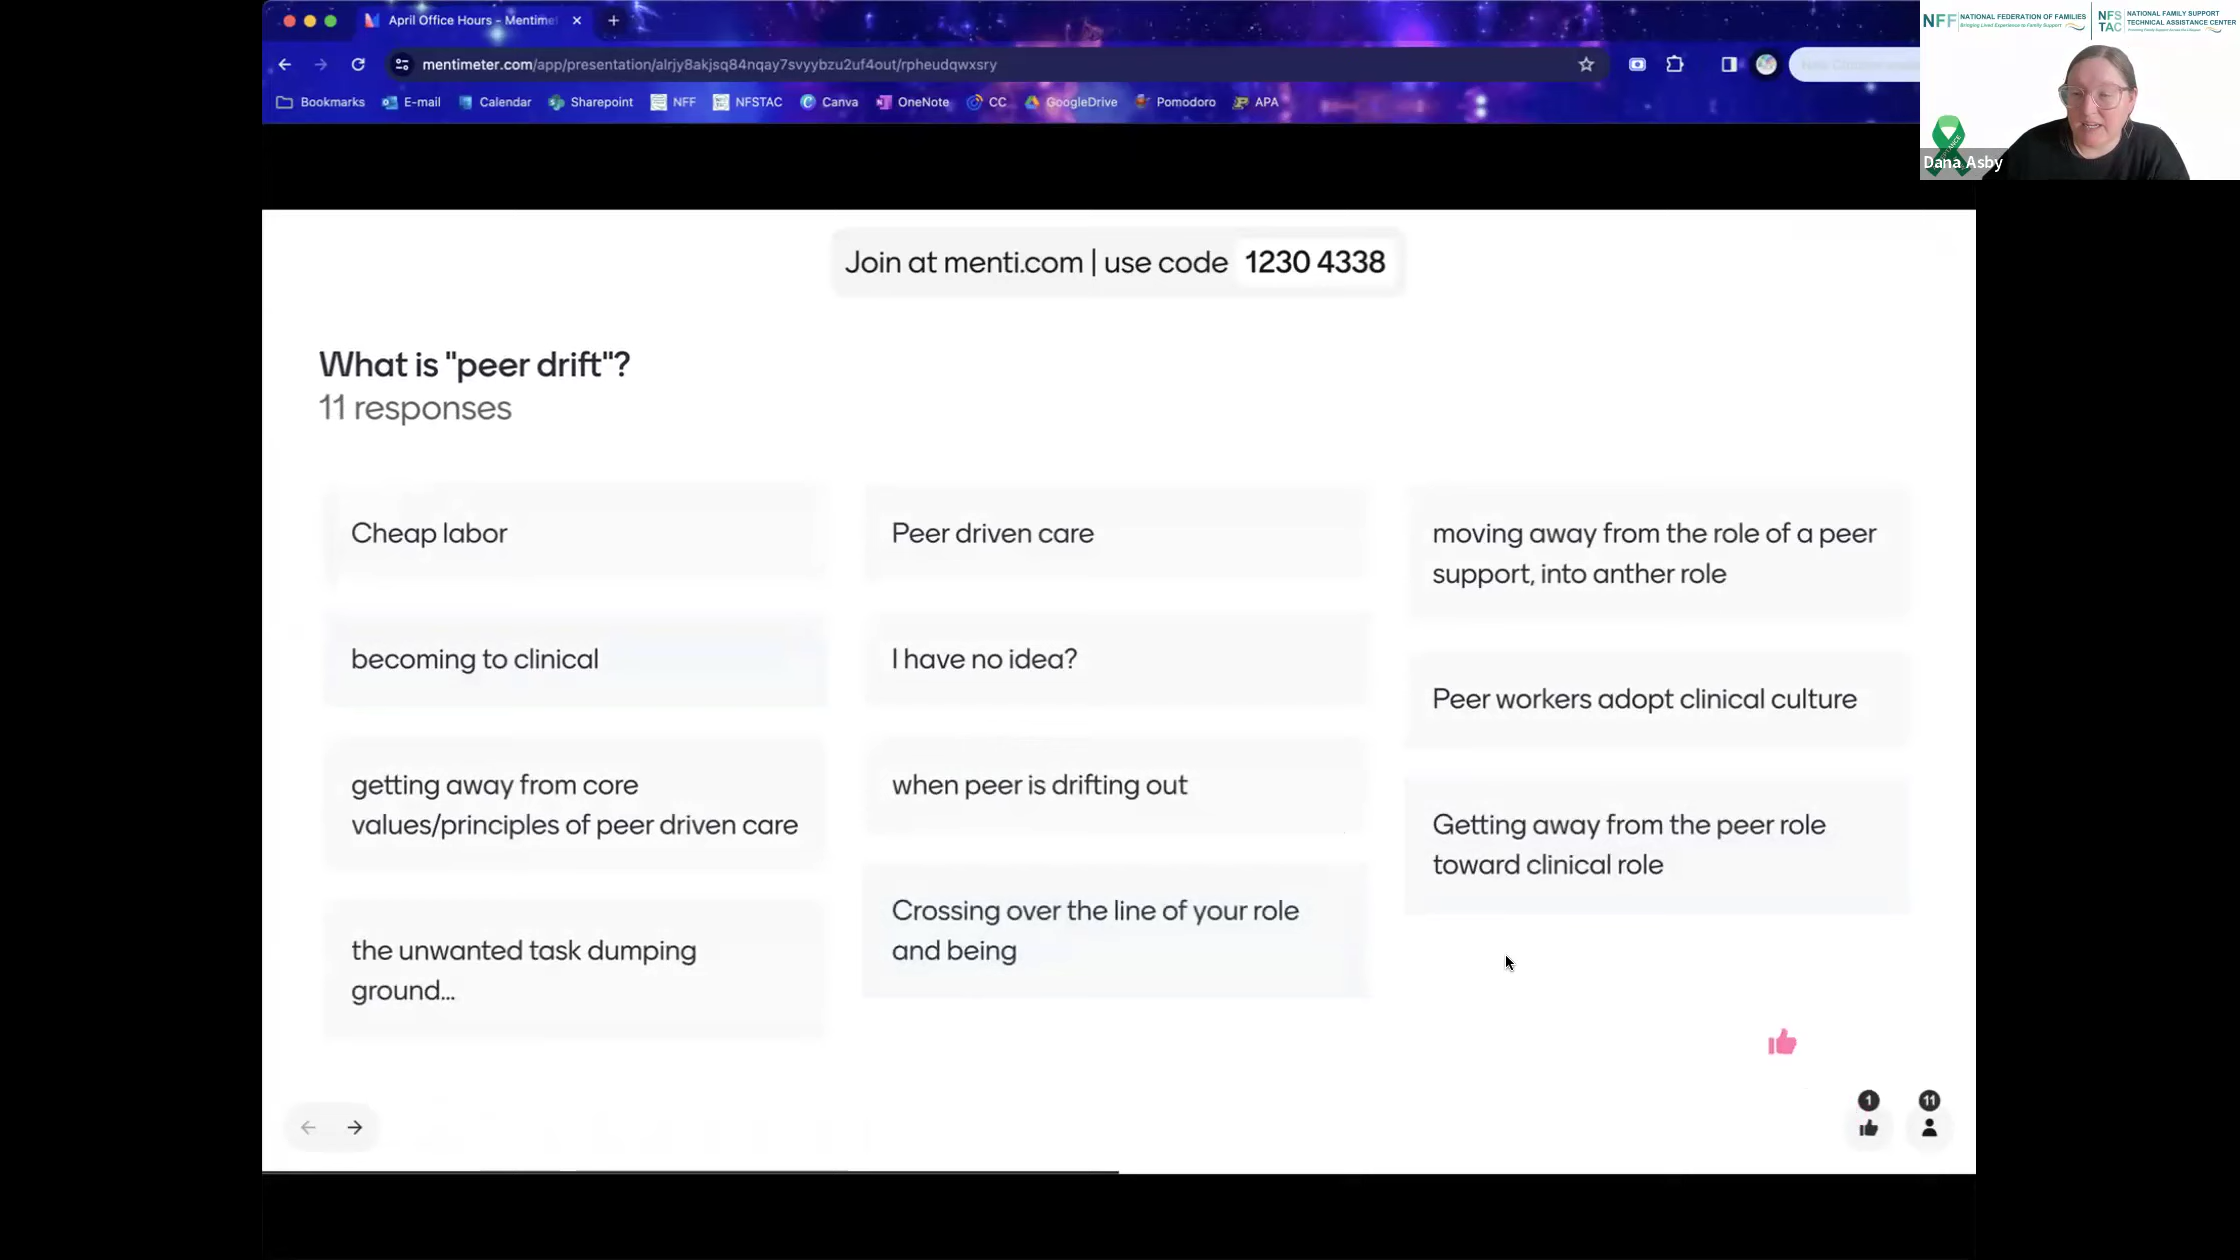 April Office Hours - Mentime
mentimeter.com/app/presentation/alrjy8akjsq84nqay7svyybzu2uf4out/rpheudqwxsry
Bookmarks E-mail Calendar Sharepoint NFF NFSTAC Canva OneNote CC GoogleDrive Pomodoro APA
NFF NATIONAL FEDERATION OF FAMILIES
NFS TAC NATIONAL FAMILY SUPPORT
TECHNICAL ASSISTANCE CENTER
Dana Asby
Join at menti.com | use code 1230 4338
What is "peer drift"?
11 responses
Cheap labor
becoming to clinical
getting away from core
values/principles of peer driven care
the unwanted task dumping
ground...
Peer driven care
I have no idea?
when peer is drifting out
Crossing over the line of your role
and being
moving away from the role of a peer
support, into anther role
Peer workers adopt clinical culture
Getting away from the peer role
toward clinical role
1
11